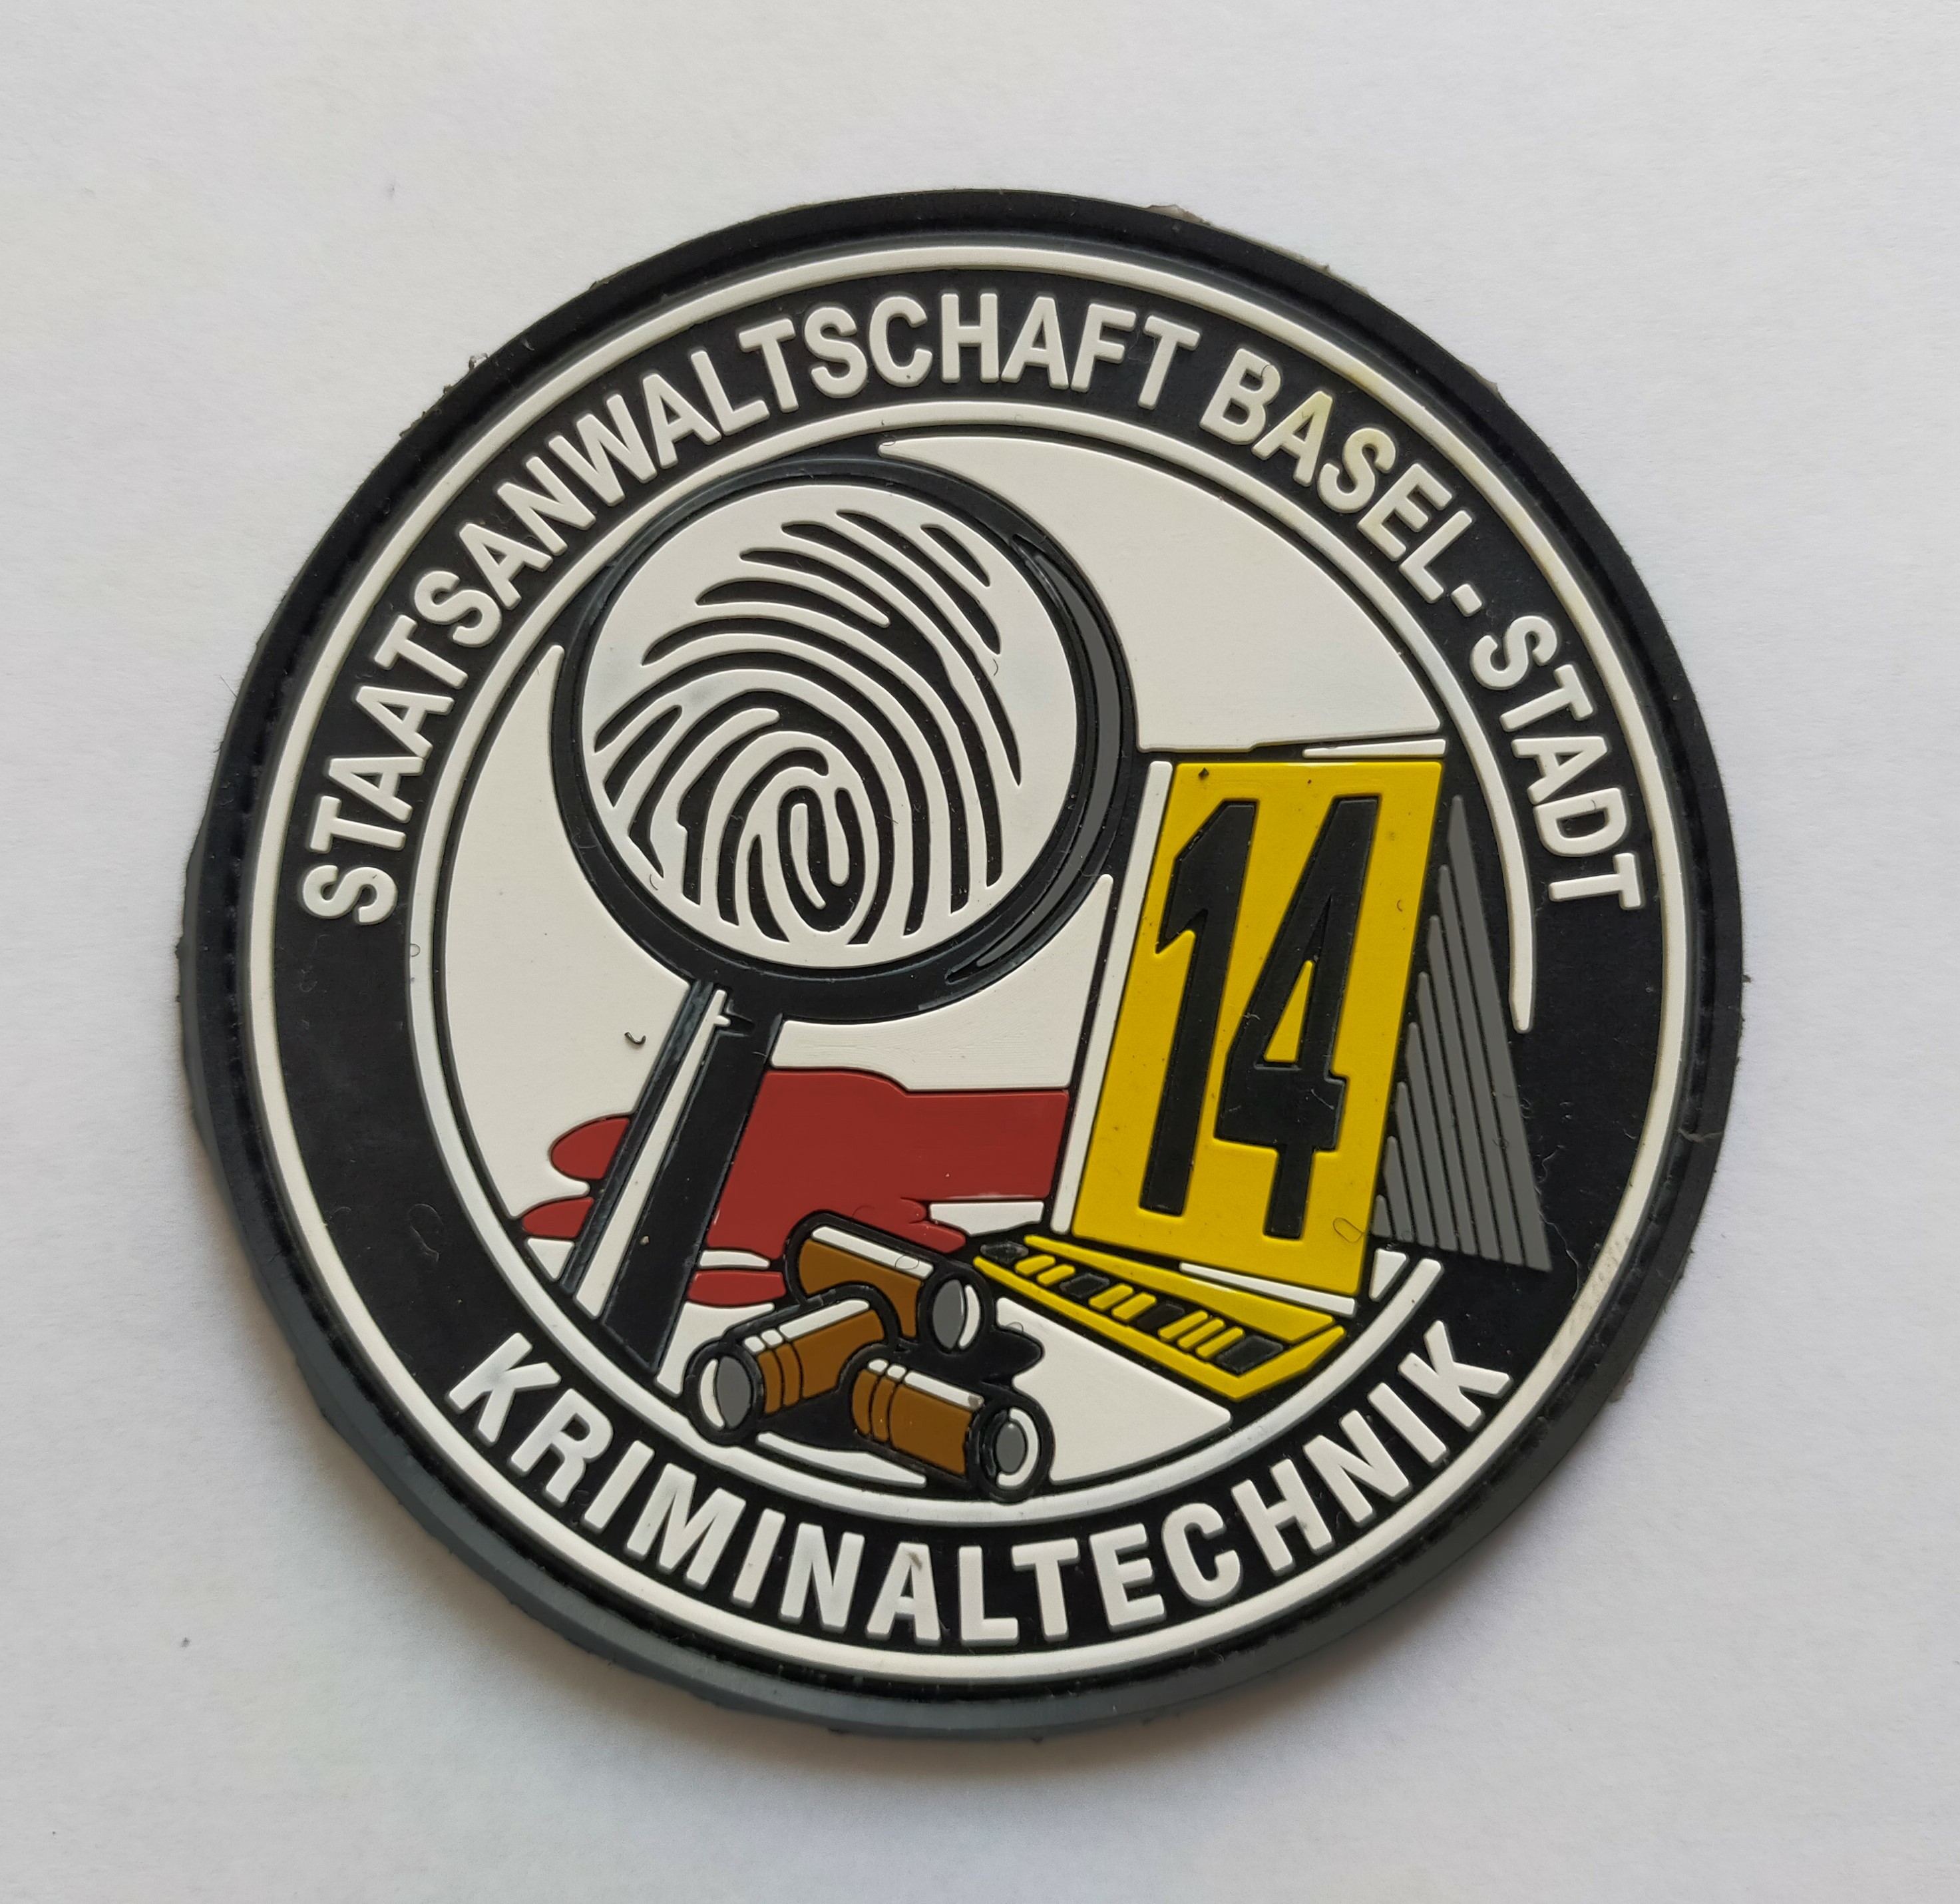 STAATSANWALTSCHAFT BASEL-STADT
14
KRIMINALTECHNIK